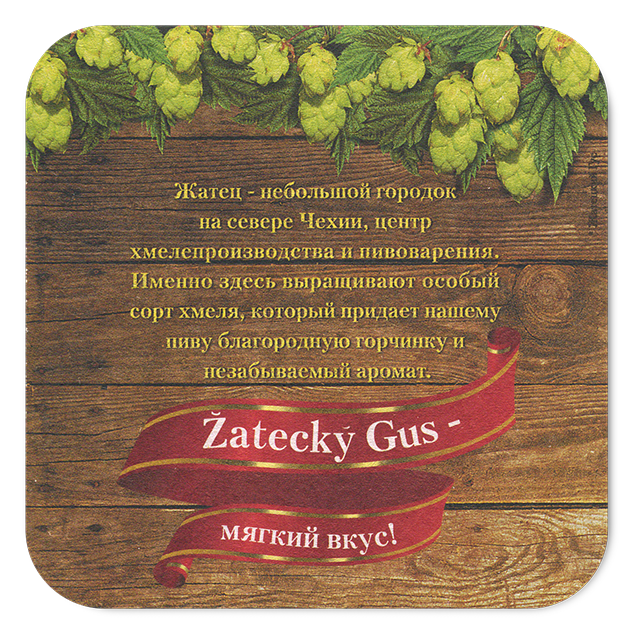 Жатец - небольшой городок
на севере Чехии, центр
хмелепроизводства и пивоварения.
Именно здесь выращивают особый
сорт хмеля, который придает нашему
пиву благородную горчинку и
незабываемый аромат.
Žatecký Gus -
мягкий вкус!